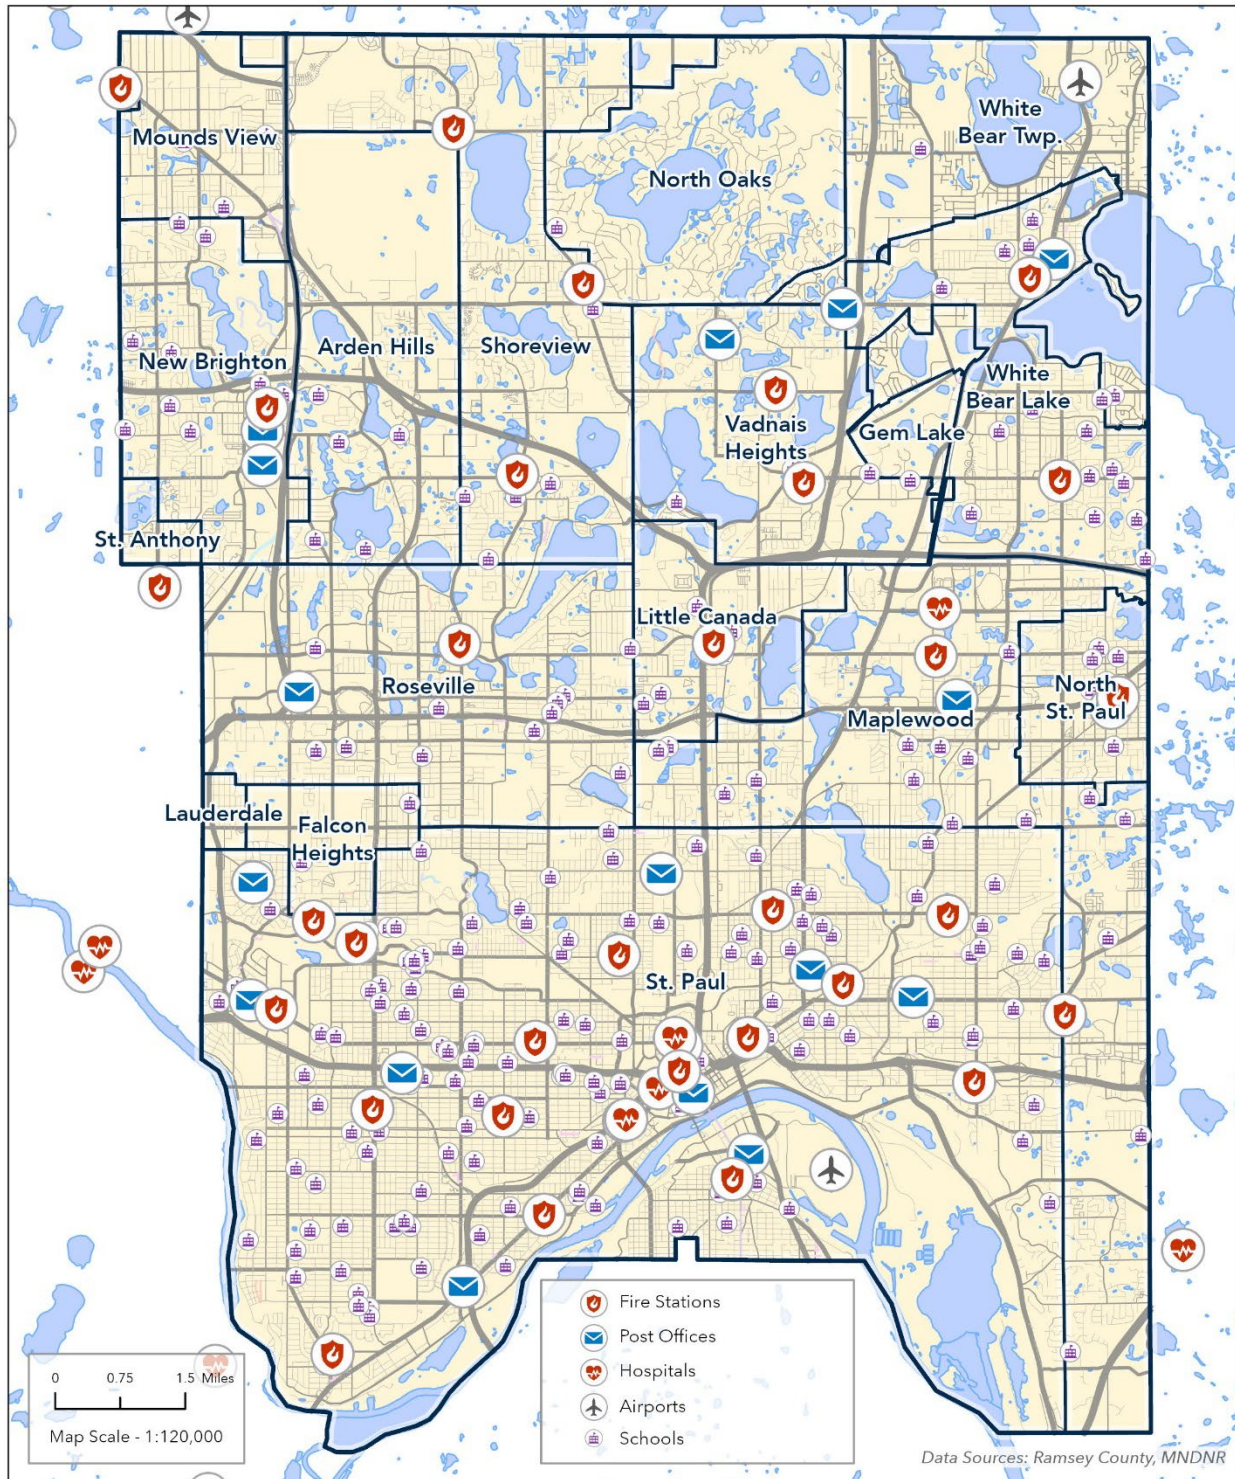 Mounds View
White
Bear Twp.
North Oaks
New Brighton
Arden Hills
Shoreview
White
Bear Lake
Vadnais
Heights
Gem Lake
St. Anthony
Little Canada
Roseville
North
St. Paul
Maplewood
Lauderdale
Falcon
Heights
St. Paul
Fire Stations
Post Offices
Hospitals
Airports
Schools
0 0.75 1.5 Miles
Map Scale - 1:120,000
Data Sources: Ramsey County, MNDNR